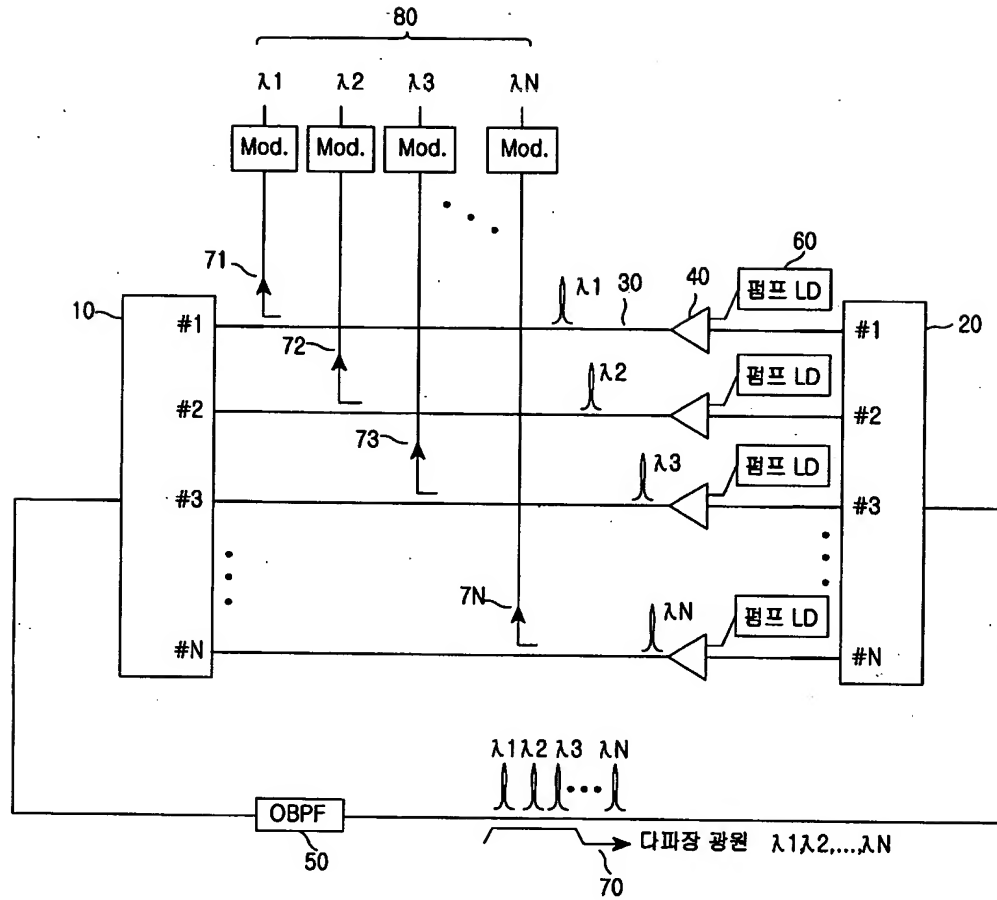 80
λ1 λ2 λ3 λN
Mod. Mod. Mod. Mod.
71
60
펌프 LD
10
λ1
30
40
20
#1
#1
72
펌프 LD
λ2
#2
#2
73
펌프 LD
λ3
#3
#3
7N
펌프 LD
λN
#N
#N
λ1 λ2 λ3 λN
OBPF
50
다파장 광원 λ1λ2,...,λN
70